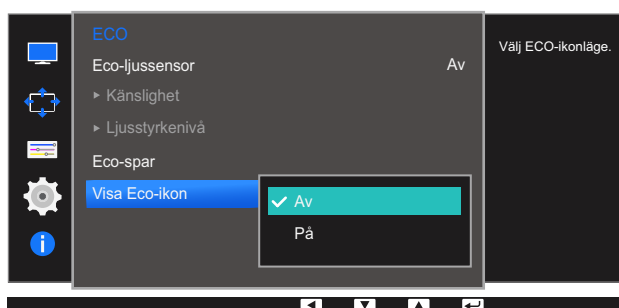 ECO
Eco-ljussensor Av
▸ Känslighet
▸ Ljusstyrkenivå
Eco-spar
Visa Eco-ikon
Av
På
Välj ECO-ikonläge.